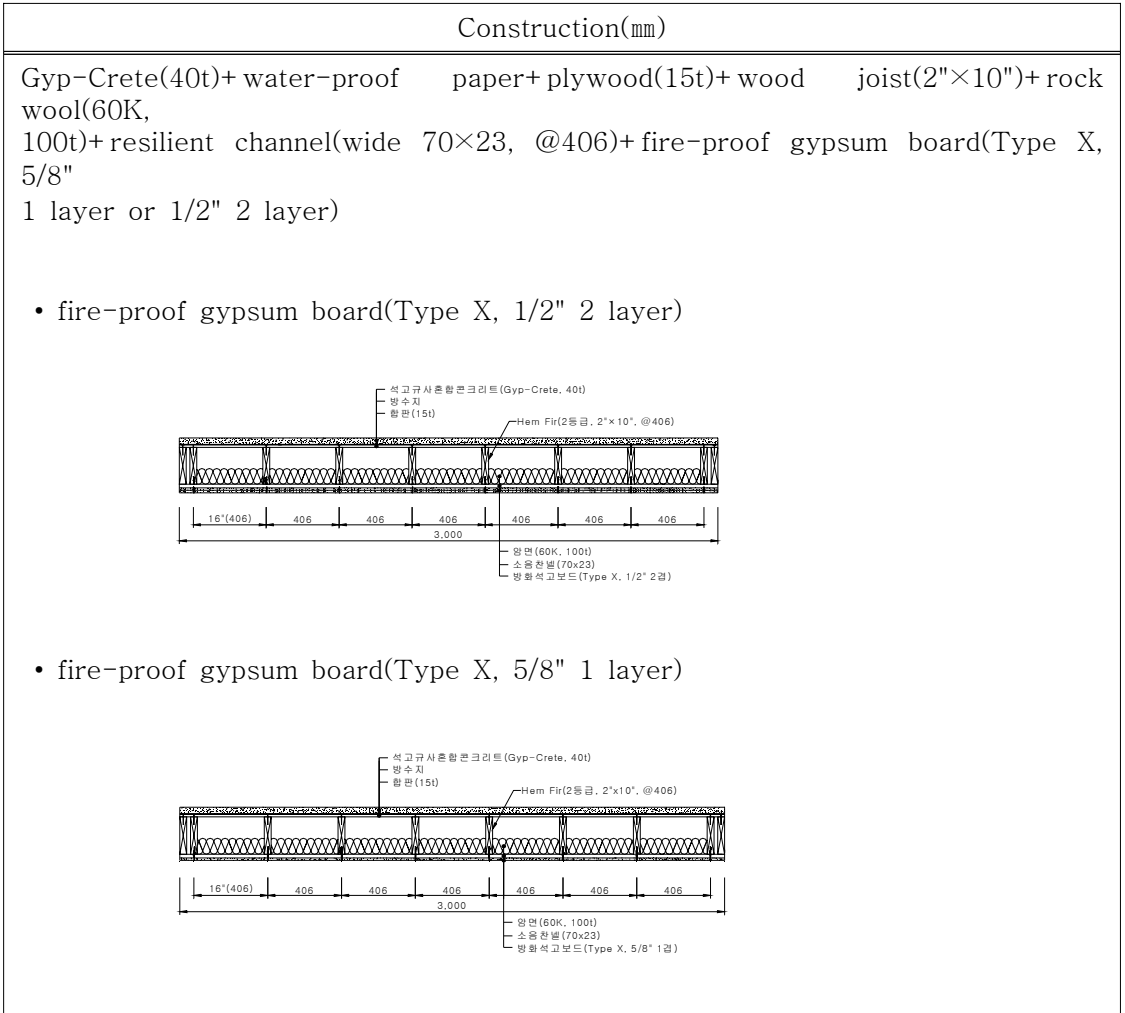 Construction(㎜)
Gyp-Crete(40t)+water-proof paper+plywood(15t)+wood joist(2"×10")+rock
wool(60K,
100t)+resilient channel(wide 70×23, @406)+fire-proof gypsum board(Type X,
5/8"
1 layer or 1/2" 2 layer)
• fire-proof gypsum board(Type X, 1/2" 2 layer)
석고규사혼합콘크리트(Gyp-Crete, 40t)
방수지
합판(15t)
Hem Fir(2등급, 2"×10", @406)
16"(406) 406 406 406 406 406 406
3,000
암면(60K, 100t)
소음찬넬(70x23)
방화석고보드(Type X, 1/2" 2겹)
• fire-proof gypsum board(Type X, 5/8" 1 layer)
석고규사혼합콘크리트(Gyp-Crete, 40t)
방수지
합판(15t)
Hem Fir(2등급, 2"x10", @406)
16"(406) 406 406 406 406 406 406
3,000
암면(60K, 100t)
소음찬넬(70x23)
방화석고보드(Type X, 5/8" 1겹)